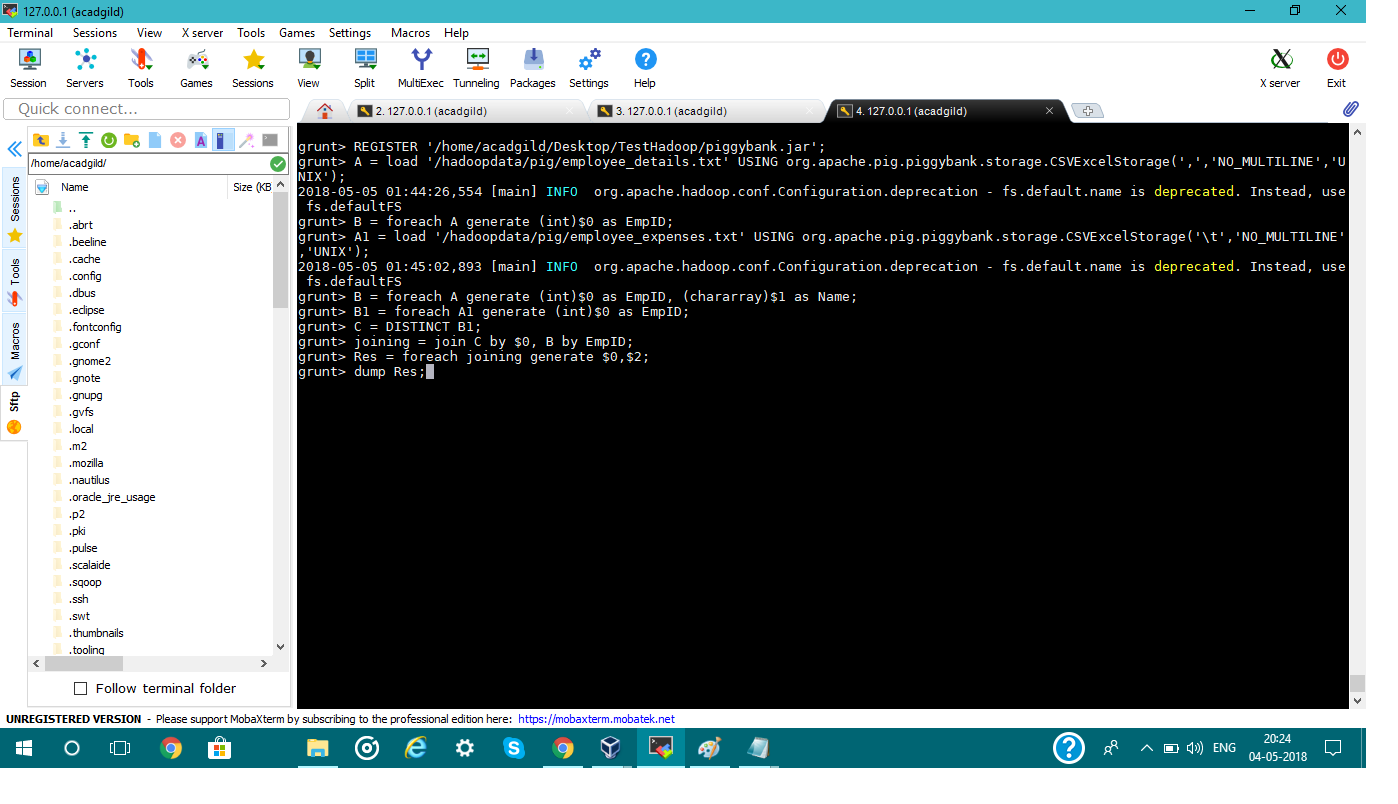 127.0.0.1 (acadgild)
Terminal Sessions View X server Tools Games Settings Macros Help
Session Servers Tools Games Sessions View Split MultiExec Tunneling Packages Settings Help X server Exit
Quick connect...
2. 127.0.0.1 (acadgild)
3. 127.0.0.1 (acadgild)
4. 127.0.0.1 (acadgild)
/home/acadgild/
Name Size (KB
..
.abrt
.beeline
.cache
.config
.dbus
.eclipse
.fontconfig
.gconf
.gnome2
.gnote
.gnupg
.gvfs
.local
.m2
.mozilla
.nautilus
.oracle_jre_usage
.p2
.pki
.pulse
.scalaide
.sqoop
.ssh
.swt
.thumbnails
.tooling
Follow terminal folder
Sessions
Tools
Macros
Sftp
grunt> REGISTER '/home/acadgild/Desktop/TestHadoop/piggybank.jar';
grunt> A = load '/hadoopdata/pig/employee_details.txt' USING org.apache.pig.piggybank.storage.CSVExcelStorage(',','NO_MULTILINE','U
NIX');
2018-05-05 01:44:26,554 [main] INFO  org.apache.hadoop.conf.Configuration.deprecation - fs.default.name is deprecated. Instead, use
 fs.defaultFS
grunt> B = foreach A generate (int)$0 as EmpID;
grunt> A1 = load '/hadoopdata/pig/employee_expenses.txt' USING org.apache.pig.piggybank.storage.CSVExcelStorage('\t','NO_MULTILINE'
,'UNIX');
2018-05-05 01:45:02,893 [main] INFO  org.apache.hadoop.conf.Configuration.deprecation - fs.default.name is deprecated. Instead, use
 fs.defaultFS
grunt> B = foreach A generate (int)$0 as EmpID, (chararray)$1 as Name;
grunt> B1 = foreach A1 generate (int)$0 as EmpID;
grunt> C = DISTINCT B1;
grunt> joining = join C by $0, B by EmpID;
grunt> Res = foreach joining generate $0,$2;
grunt> dump Res;
UNREGISTERED VERSION - Please support MobaXterm by subscribing to the professional edition here: https://mobaxterm.mobatek.net
ENG
20:24
04-05-2018